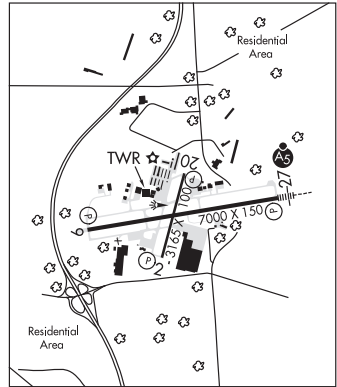 Residential
Area
TWR
20
A5
P
27
3165 X 100
7000 X 150
P
P
9
P
2
Residential
Area